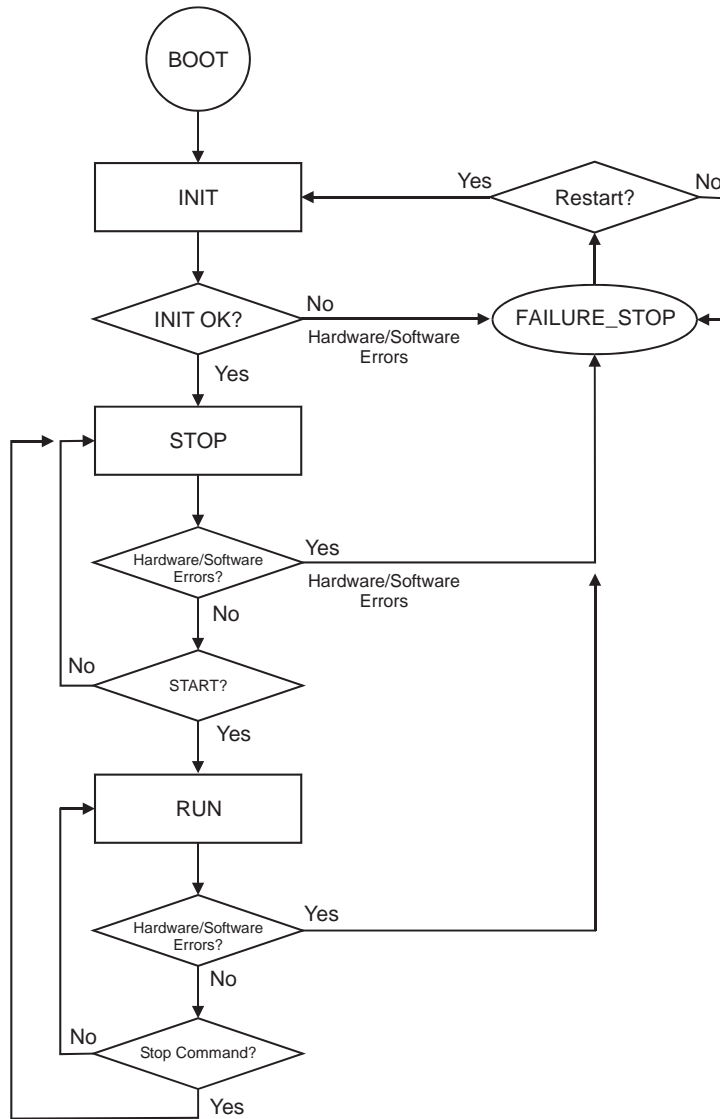 BOOT
INIT
Yes
Restart?
No
INIT OK?
No
Hardware/Software
Errors
FAILURE_STOP
Yes
STOP
Hardware/Software
Errors?
Yes
Hardware/Software
Errors
No
No
START?
Yes
RUN
Hardware/Software
Errors?
Yes
No
No
Stop Command?
Yes